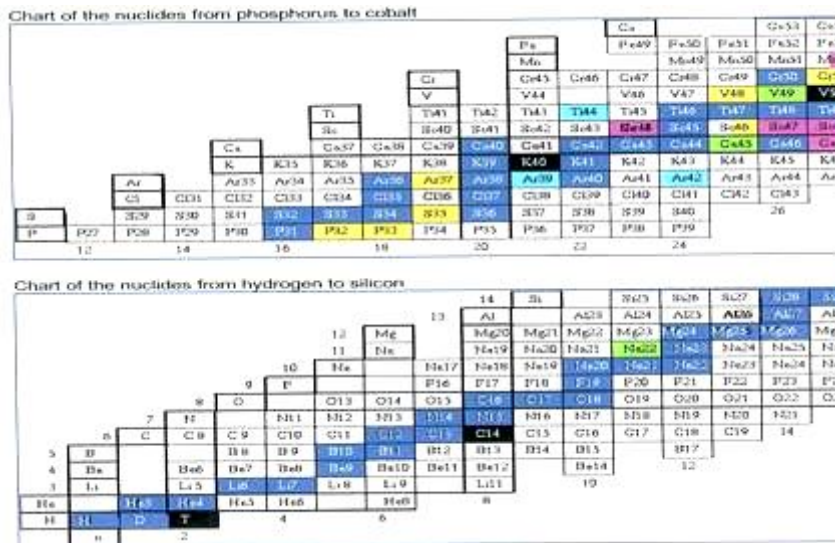 Chart of the nuclides from phosphorus to cobalt
Ca Co53
Fe Fe49 Fe50 Fe51 Fe52
Mn Mn49 Mn50 Mn51
Cr Cr45 Cr46 Cr47 Cr48 Cr49 Cr50
V V44 V46 V47 V48 V49
Ti Ti41 Ti42 Ti43 Ti44 Ti45 Ti46 Ti47 Ti48
Sc Sc40 Sc41 Sc42 Sc43 Sc45 Sc46 Sc47
Ca Ca37 Ca38 Ca39 Ca40 Ca41 Ca42 Ca43 Ca44 Ca45 Ca46
K K35 K36 K37 K38 K39 K40 K41 K42 K43 K44 K45
Ar Ar33 Ar34 Ar35 Ar36 Ar37 Ar38 Ar39 Ar40 Ar41 Ar42 Ar43 Ar44
Cl Cl31 Cl32 Cl33 Cl34 Cl35 Cl36 Cl37 Cl38 Cl39 Cl40 Cl41 Cl42 Cl43
S S29 S30 S31 S32 S33 S34 S35 S36 S37 S38 S39 S40 26
P P27 P28 P29 P30 P31 P32 P33 P34 P35 P36 P37 P38 P39
12 14 16 18 20 22 24
Chart of the nuclides from hydrogen to silicon
14 Si Si25 Si26 Si27 Si28
13 Al Al23 Al24 Al25 Al26 Al27
12 Mg Mg20 Mg21 Mg22 Mg23 Mg24 Mg25 Mg26
11 Na Na19 Na20 Na21 Na22 Na23 Na24 Na25
10 Ne Ne17 Ne18 Ne19 Ne20 Ne21 Ne22 Ne23 Ne24
9 F F16 F17 F18 F19 F20 F21 F22 F23
8 O O13 O14 O15 O16 O17 O18 O19 O20 O21 O22
7 N N11 N12 N13 N14 N15 N16 N17 N18 N19 N20 N21
6 C C8 C9 C10 C11 C12 C13 C14 C15 C16 C17 C18 C19 14
5 B B8 B9 B10 B11 B12 B13 B14 B15 B17
4 Be Be6 Be7 Be8 Be9 Be10 Be11 Be12 Be14 12
3 Li Li5 Li6 Li7 Li8 Li9 Li11 10
He He3 He4 He5 He6 He8 8
H H D T 4 6
0 2